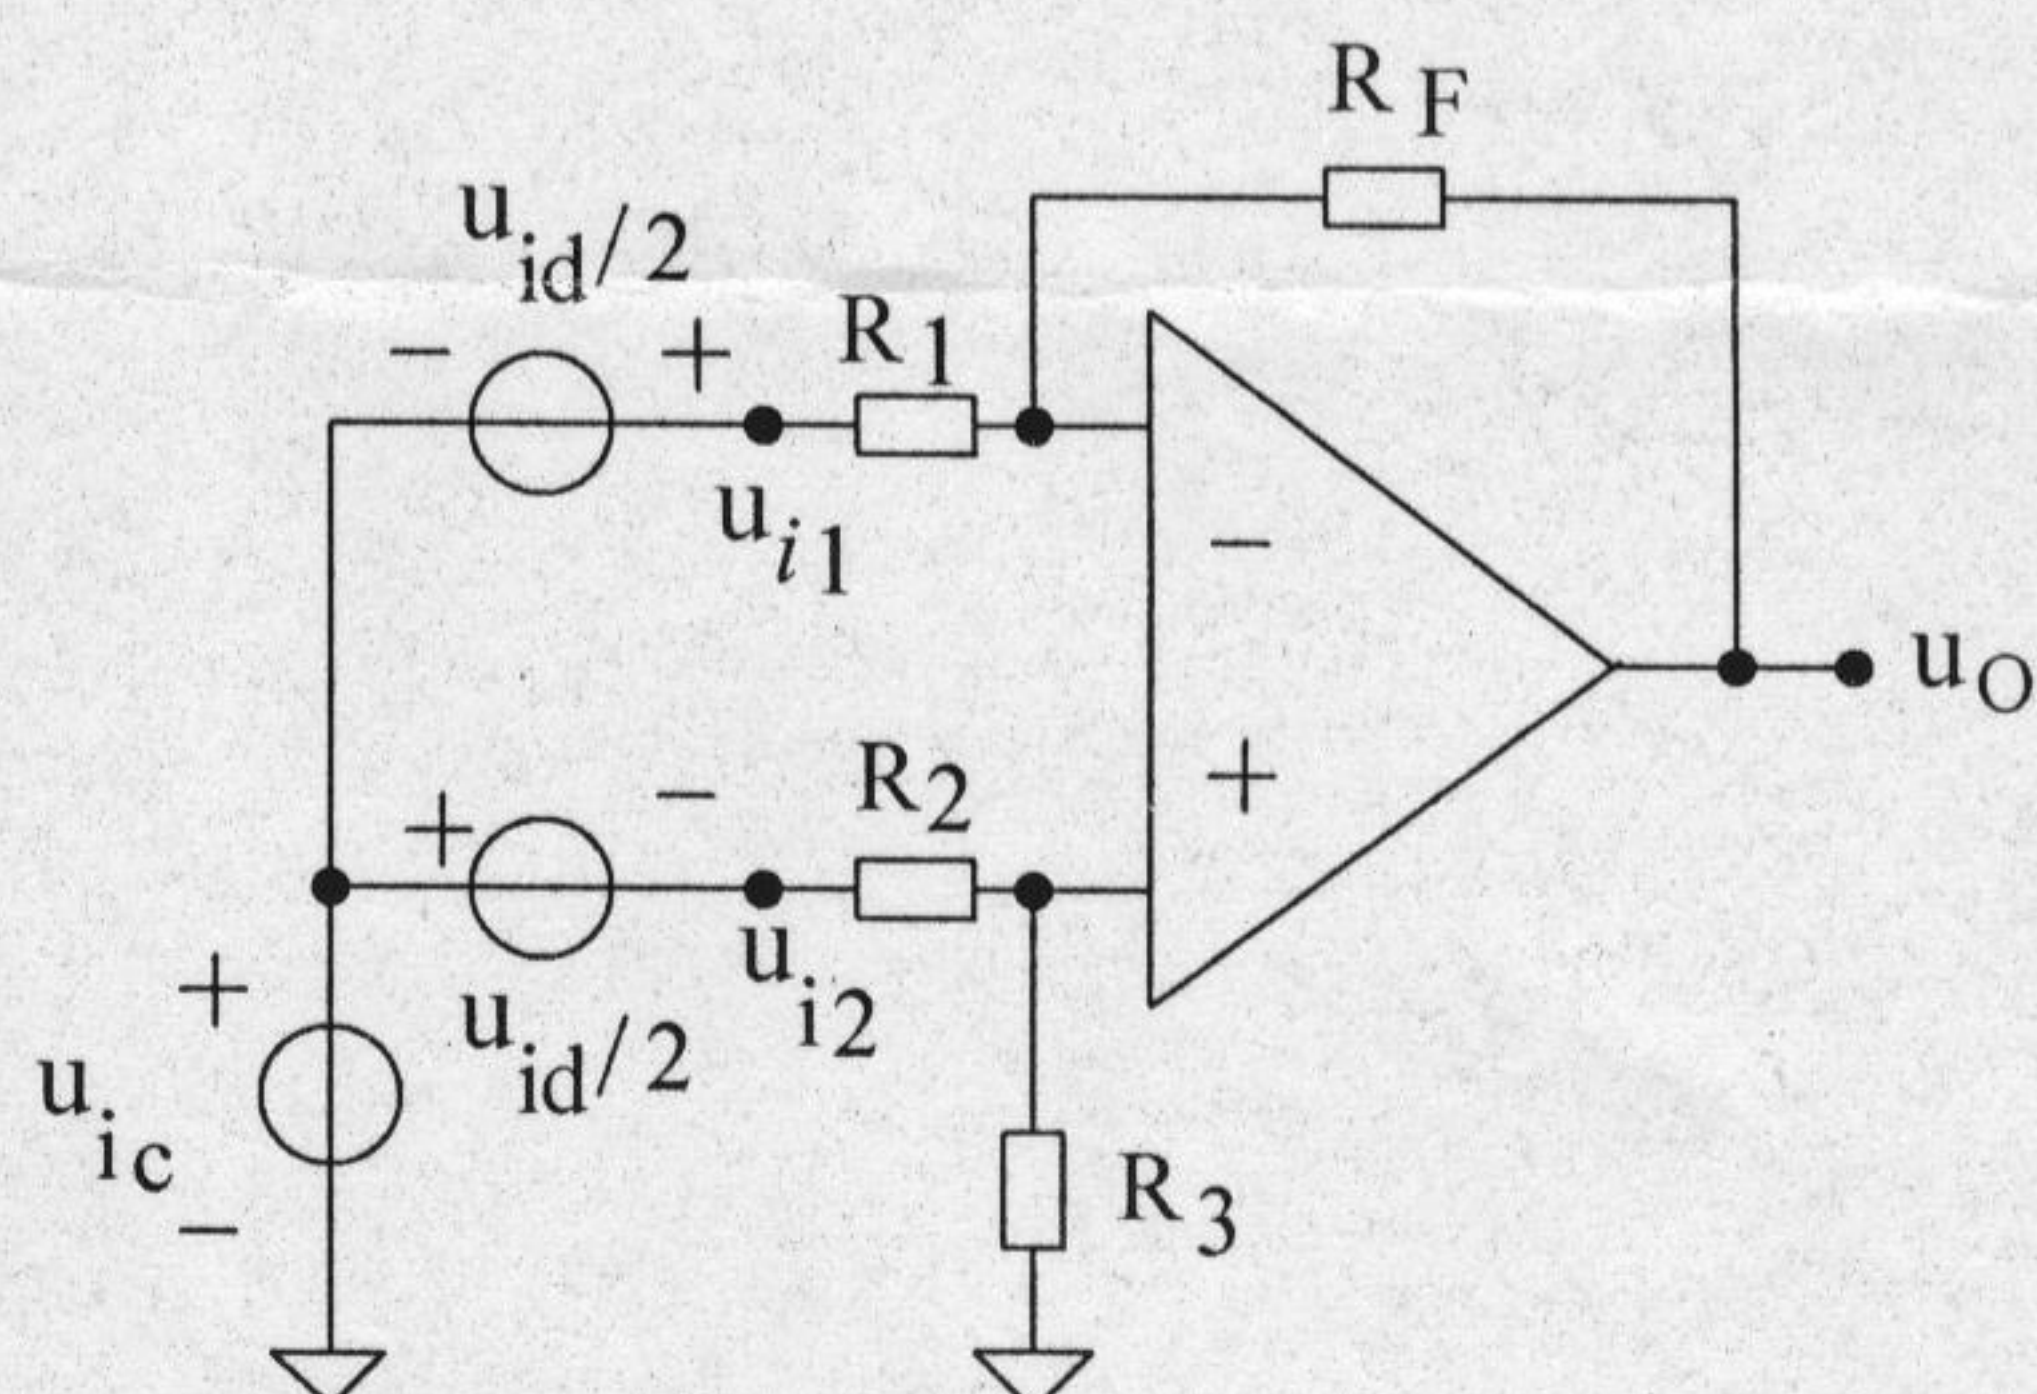 R F
u id/2
− +
R 1
u i1
−
u O
+ −
R 2
+
u i2
+
u id/2
u ic
−
R 3